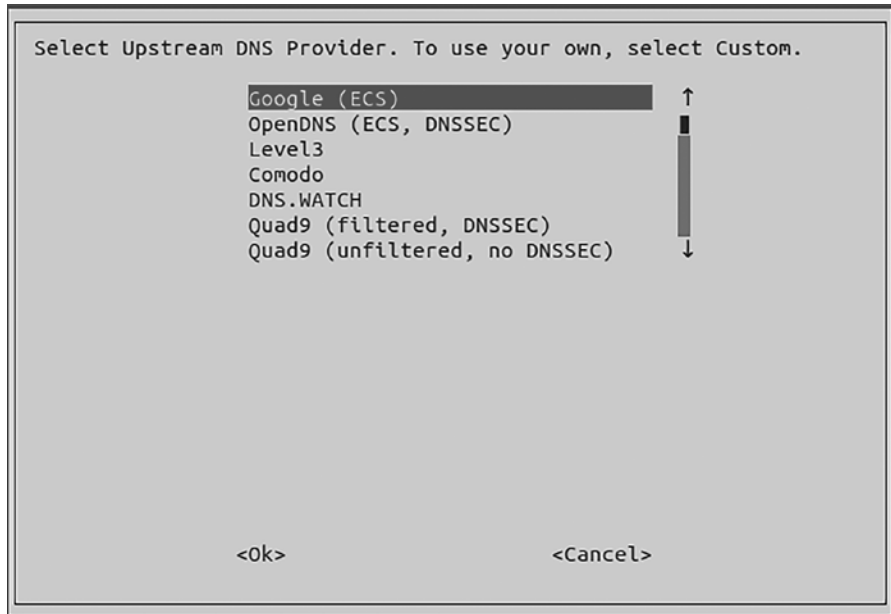 Select Upstream DNS Provider. To use your own, select Custom.
Google (ECS)
OpenDNS (ECS, DNSSEC)
Level3
Comodo
DNS.WATCH
Quad9 (filtered, DNSSEC)
Quad9 (unfiltered, no DNSSEC)
<Ok> <Cancel>